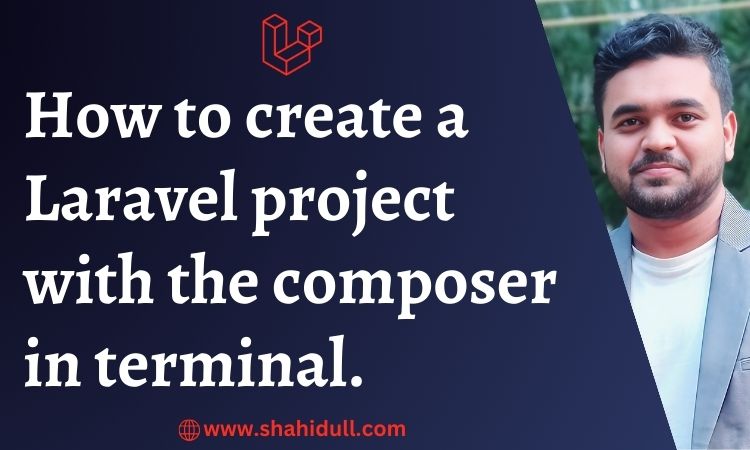 How to create a
Laravel project
with the composer
in terminal.
www.shahidull.com